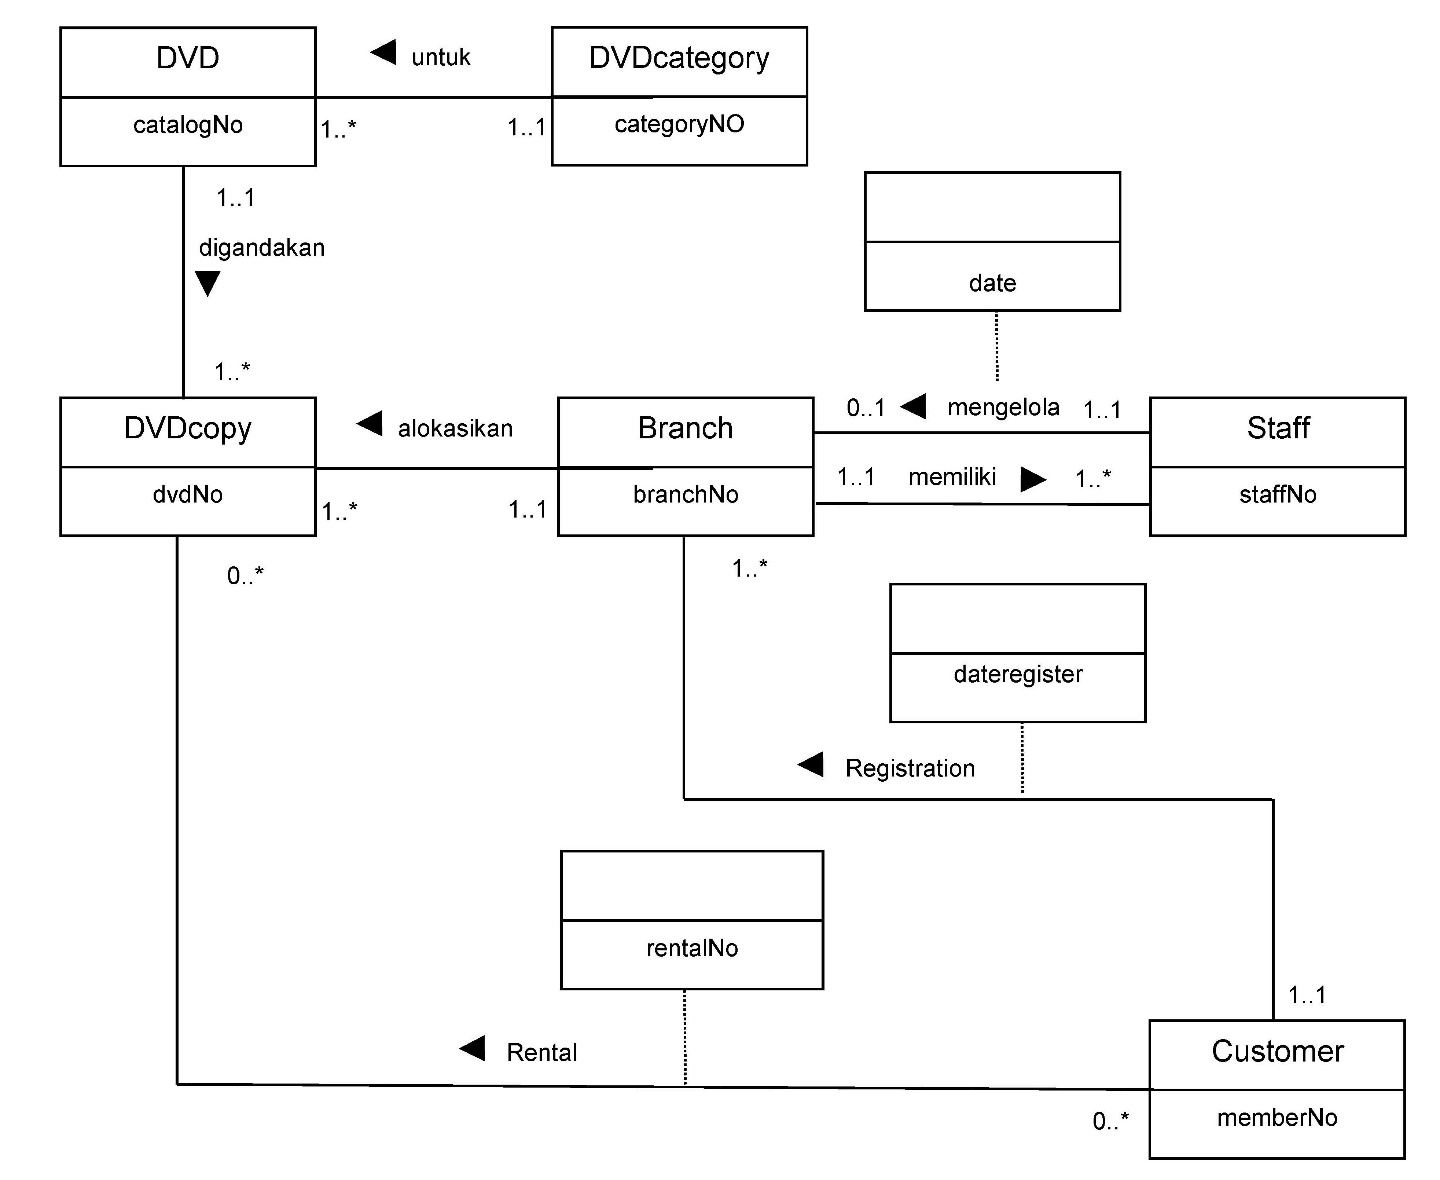 DVD
untuk
DVDcategory
catalogNo
1..*
1..1
categoryNO
1..1
digandakan
date
1..*
0..1
mengelola
1..1
DVDcopy
alokasikan
Branch
Staff
dvdNo
1..*
1..1
branchNo
1..1
memiliki
1..*
staffNo
0..*
1..*
dateregister
Registration
rentalNo
1..1
Rental
Customer
0..*
memberNo